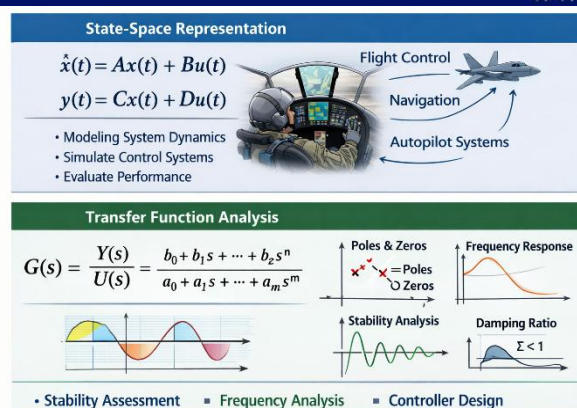 State-Space Representation
ẋ̂(t) = Ax(t) + Bu(t)
y(t) = Cx(t) + Du(t)
• Modeling System Dynamics
• Simulate Control Systems
• Evaluate Performance
Flight Control
Navigation
Autopilot Systems
Transfer Function Analysis
G(s) = Y(s)/U(s) = (b₀ + b₁s + ··· + b₂sⁿ)/(a₀ + a₁s + ··· + aₘsᵐ)
Poles & Zeros
= Poles
Zeros
Frequency Response
Stability Analysis
Damping Ratio
Σ < 1
• Stability Assessment ▪ Frequency Analysis ▪ Controller Design